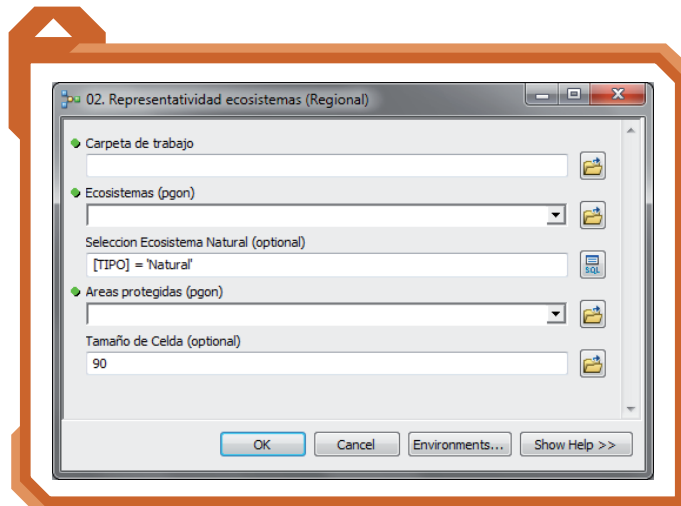 02. Representatividad ecosistemas (Regional)
Carpeta de trabajo
Ecosistemas (pgon)
Seleccion Ecosistema Natural (optional)
[TIPO] = 'Natural'
SQL
Areas protegidas (pgon)
Tamaño de Celda (optional)
90
OK Cancel Environments... Show Help >>